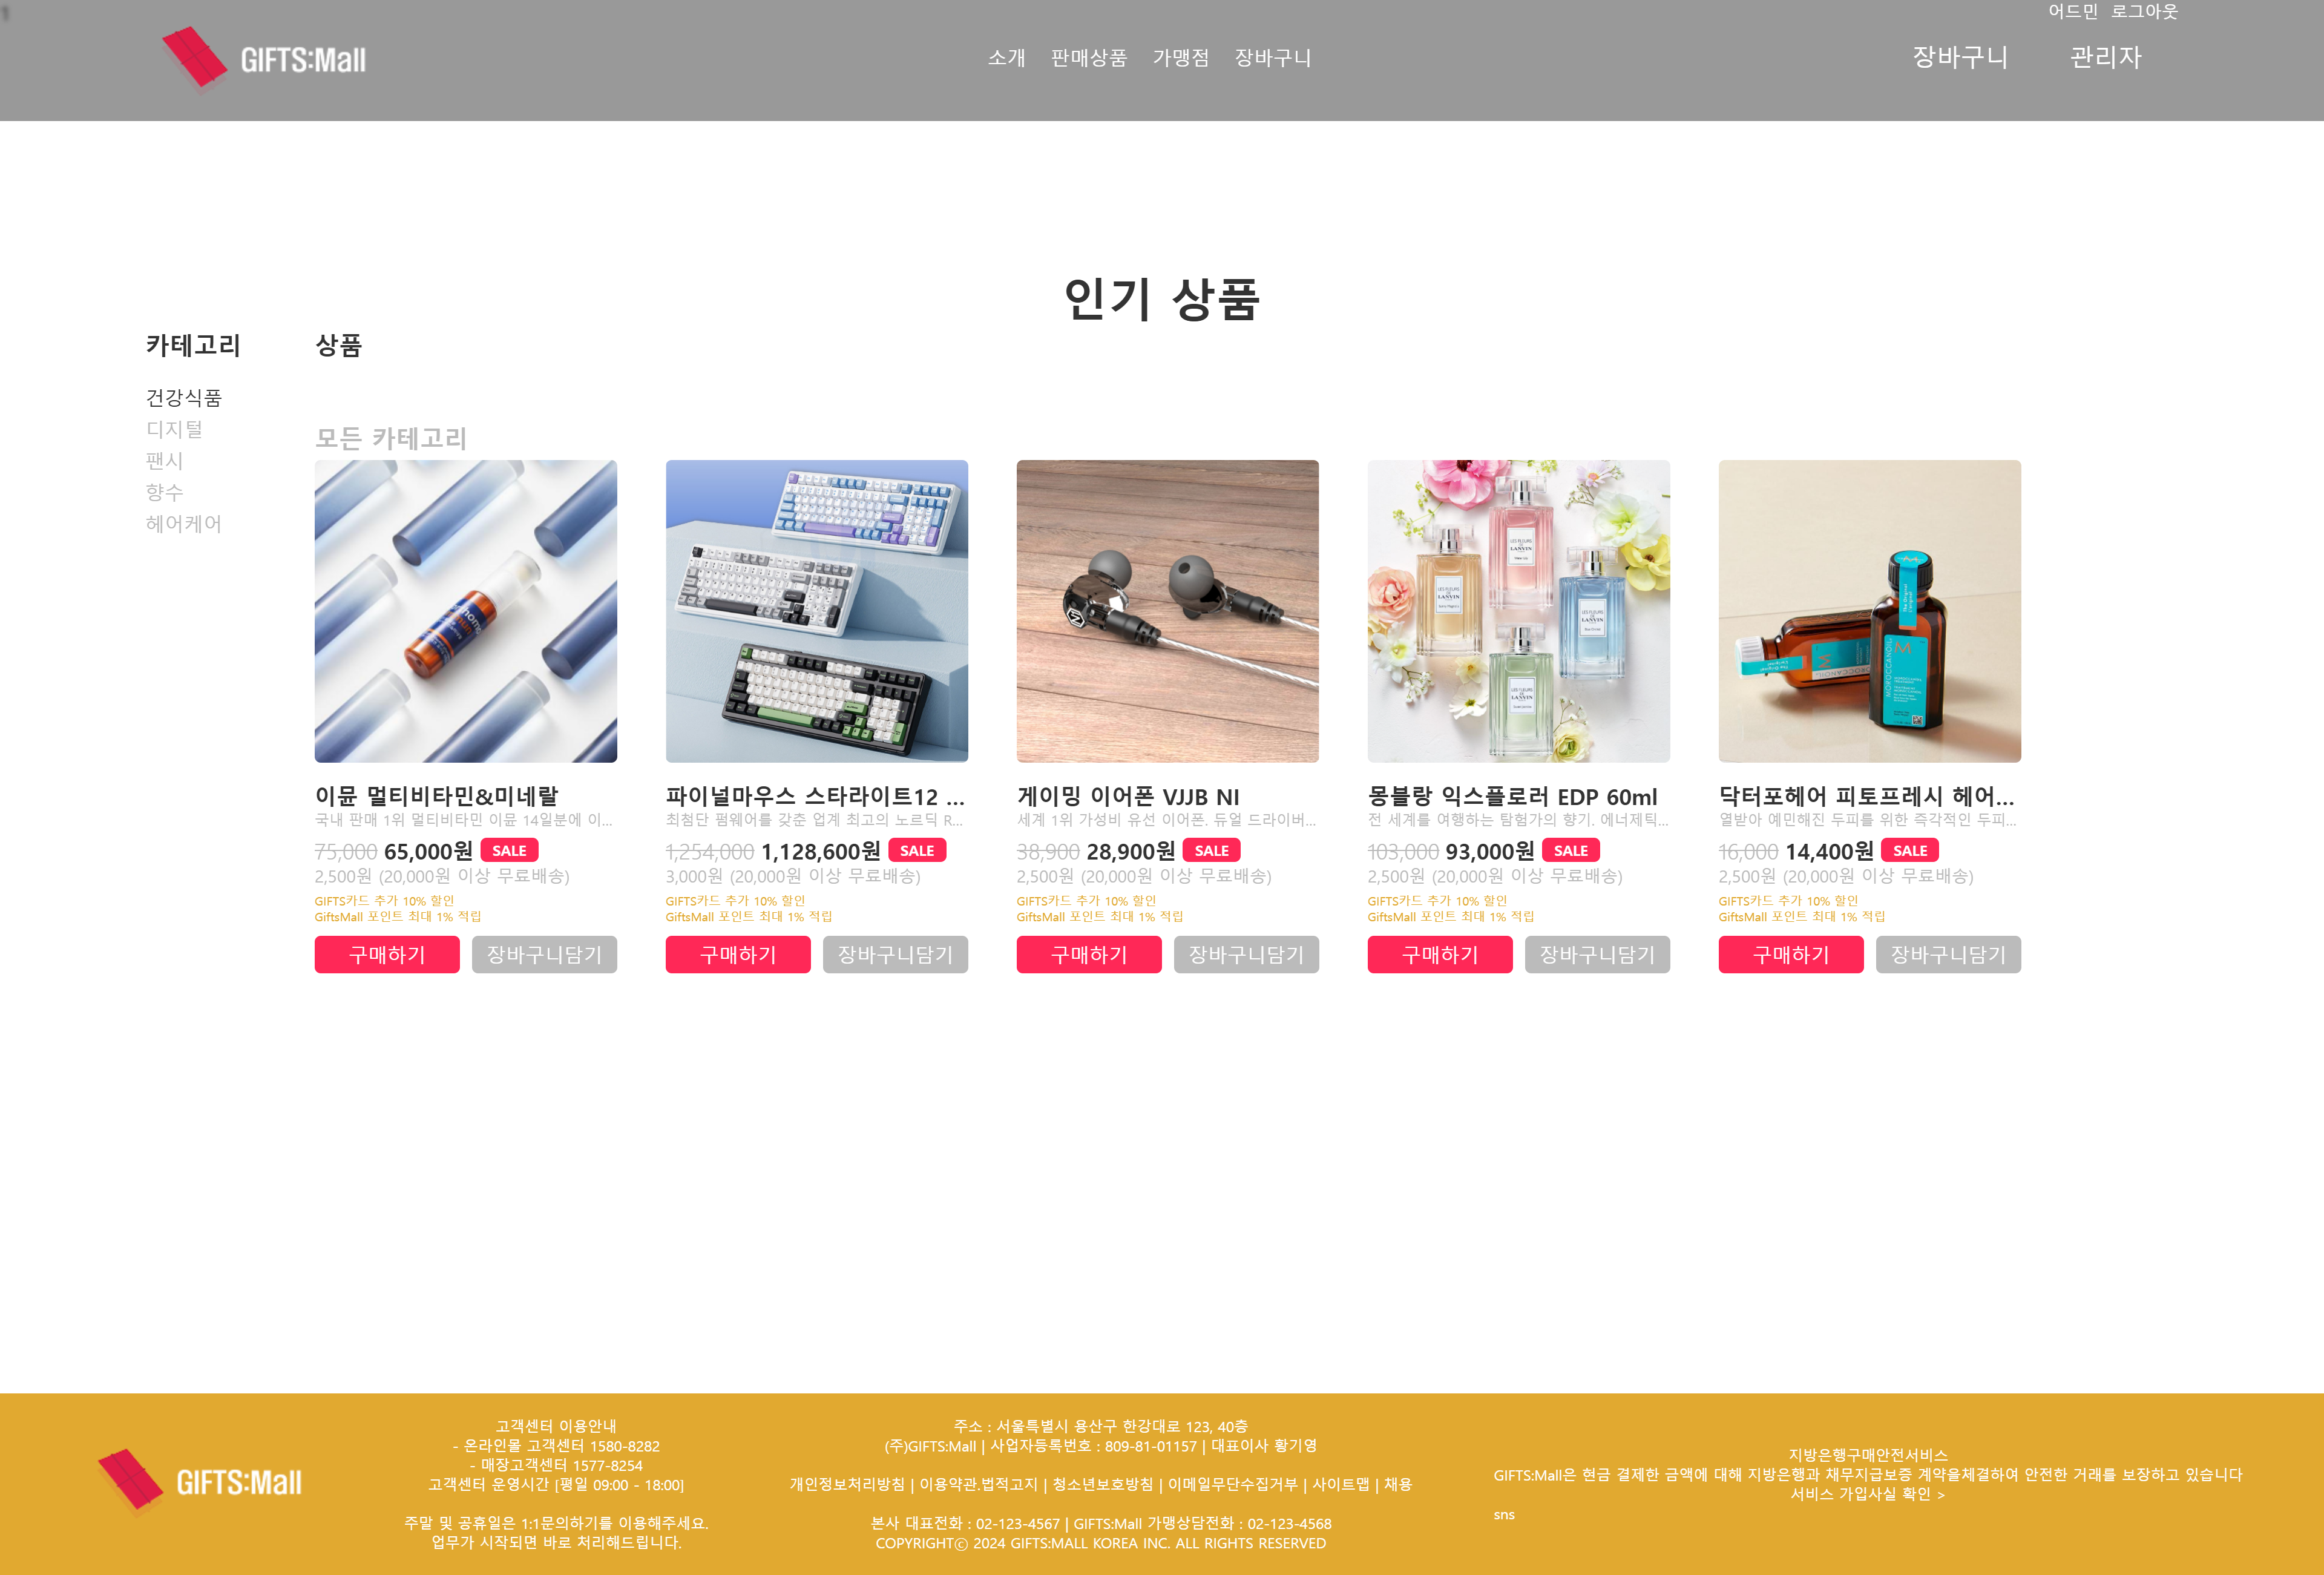 어드민 로그아웃
GIFTS:Mall
소개 판매상품 가맹점 장바구니
장바구니 관리자
인기 상품
카테고리
건강식품
디지털
팬시
향수
헤어케어
상품
모든 카테고리
이뮨 멀티비타민&미네랄
국내 판매 1위 멀티비타민 이뮨 14일분에 이...
75,000 65,000원 SALE
2,500원 (20,000원 이상 무료배송)
GIFTS카드 추가 10% 할인
GiftsMall 포인트 최대 1% 적립
구매하기 장바구니담기
파이널마우스 스타라이트12 ...
최첨단 펌웨어를 갖춘 업계 최고의 노르딕 R...
1,254,000 1,128,600원 SALE
3,000원 (20,000원 이상 무료배송)
GIFTS카드 추가 10% 할인
GiftsMall 포인트 최대 1% 적립
구매하기 장바구니담기
게이밍 이어폰 VJJB NI
세계 1위 가성비 유선 이어폰. 듀얼 드라이버...
38,900 28,900원 SALE
2,500원 (20,000원 이상 무료배송)
GIFTS카드 추가 10% 할인
GiftsMall 포인트 최대 1% 적립
구매하기 장바구니담기
LES FLEURS DE LANVIN
LES FLEURS DE LANVIN
LES FLEURS DE LANVIN
LES FLEURS DE LANVIN
몽블랑 익스플로러 EDP 60ml
전 세계를 여행하는 탐험가의 향기. 에너제틱...
103,000 93,000원 SALE
2,500원 (20,000원 이상 무료배송)
GIFTS카드 추가 10% 할인
GiftsMall 포인트 최대 1% 적립
구매하기 장바구니담기
MOROCCANOIL
닥터포헤어 피토프레시 헤어...
열받아 예민해진 두피를 위한 즉각적인 두피...
16,000 14,400원 SALE
2,500원 (20,000원 이상 무료배송)
GIFTS카드 추가 10% 할인
GiftsMall 포인트 최대 1% 적립
구매하기 장바구니담기
GIFTS:Mall
고객센터 이용안내
- 온라인몰 고객센터 1580-8282
- 매장고객센터 1577-8254
고객센터 운영시간 [평일 09:00 - 18:00]
주말 및 공휴일은 1:1문의하기를 이용해주세요.
업무가 시작되면 바로 처리해드립니다.
주소 : 서울특별시 용산구 한강대로 123, 40층
(주)GIFTS:Mall | 사업자등록번호 : 809-81-01157 | 대표이사 황기영
개인정보처리방침 | 이용약관.법적고지 | 청소년보호방침 | 이메일무단수집거부 | 사이트맵 | 채용
본사 대표전화 : 02-123-4567 | GIFTS:Mall 가맹상담전화 : 02-123-4568
COPYRIGHTⓒ 2024 GIFTS:MALL KOREA INC. ALL RIGHTS RESERVED
지방은행구매안전서비스
GIFTS:Mall은 현금 결제한 금액에 대해 지방은행과 채무지급보증 계약을체결하여 안전한 거래를 보장하고 있습니다
서비스 가입사실 확인 >
sns